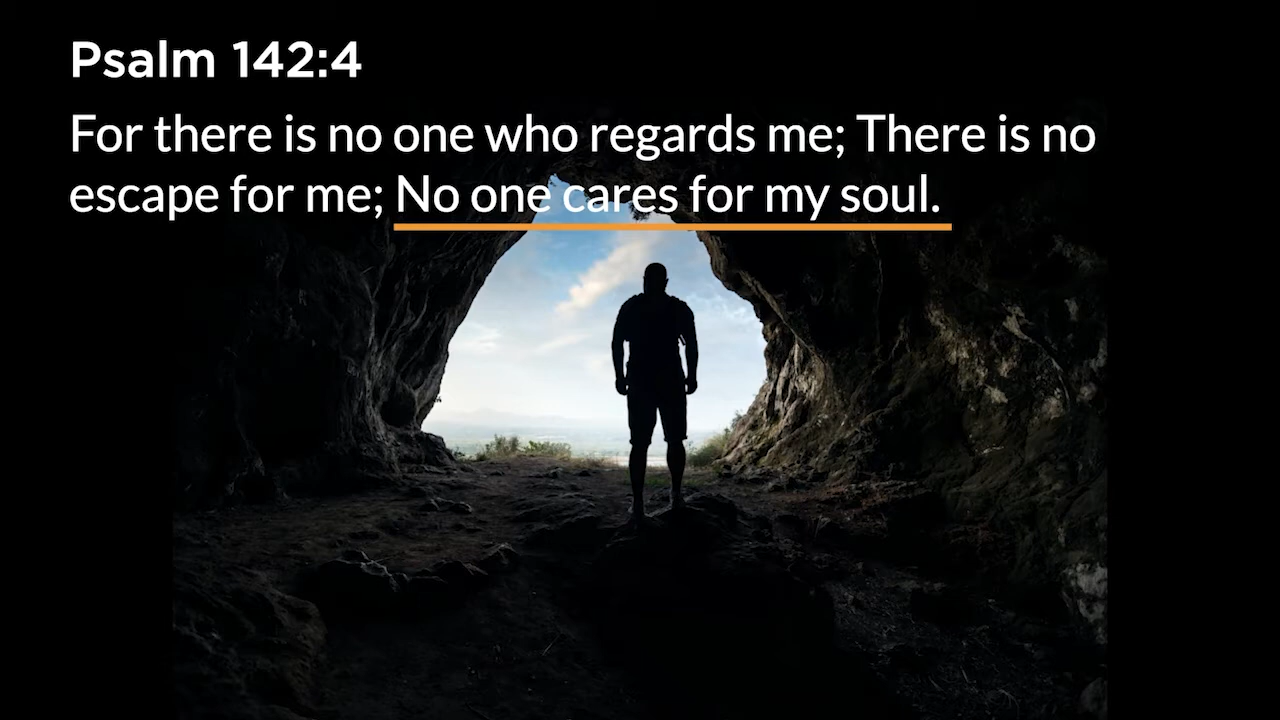 Psalm 142:4
For there is no one who regards me; There is no
escape for me; No one cares for my soul.